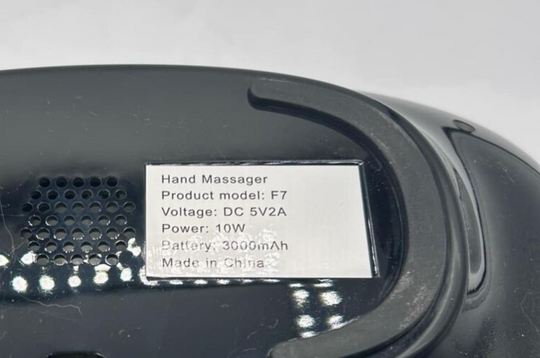 Hand Massager
Product model: F7
Voltage: DC 5V2A
Power: 10W
Battery: 3000mAh
Made in China